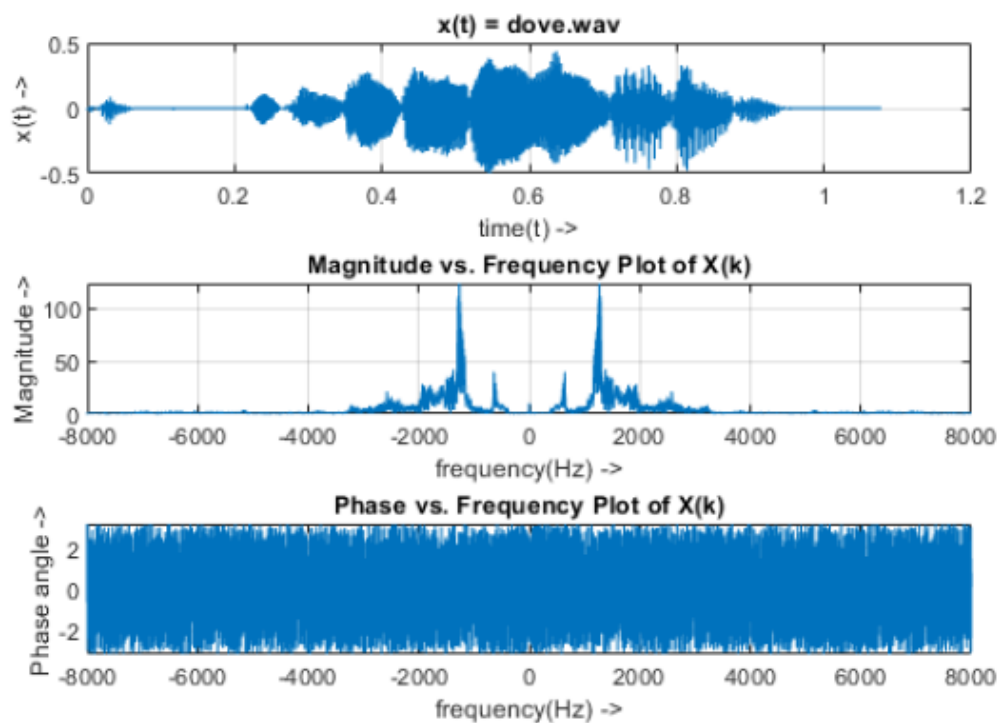 x(t) = dove.wav
0.5
0
-0.5
x(t) ->
0 0.2 0.4 0.6 0.8 1 1.2
time(t) ->
Magnitude vs. Frequency Plot of X(k)
100
50
0
Magnitude ->
-8000 -6000 -4000 -2000 0 2000 4000 6000 8000
frequency(Hz) ->
Phase vs. Frequency Plot of X(k)
2
0
-2
Phase angle ->
-8000 -6000 -4000 -2000 0 2000 4000 6000 8000
frequency(Hz) ->